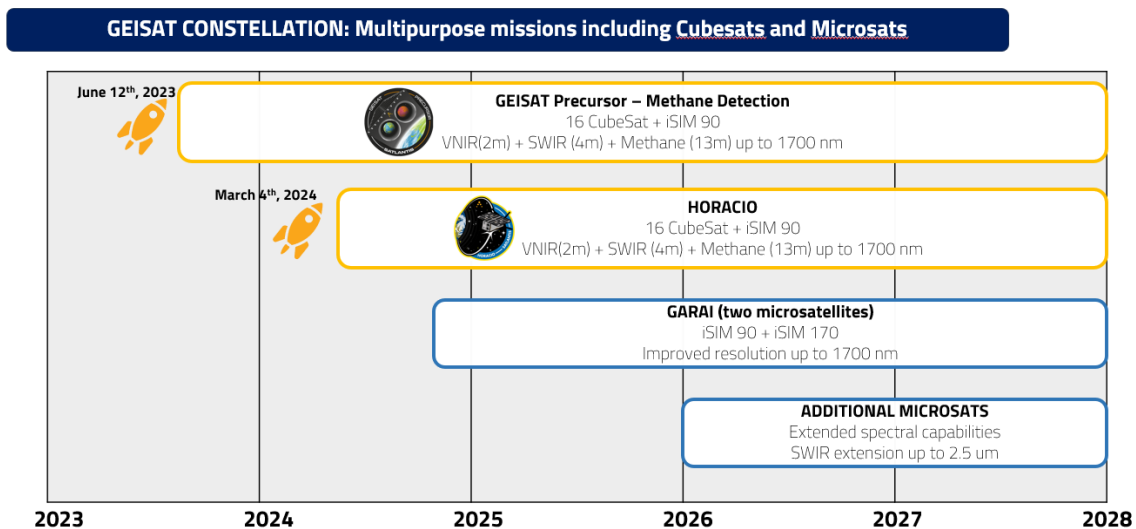 GEISAT CONSTELLATION: Multipurpose missions including Cubesats and Microsats
June 12th, 2023
GEISAT Precursor – Methane Detection
16 CubeSat + iSIM 90
VNIR(2m) + SWIR (4m) + Methane (13m) up to 1700 nm
SATLANTIS
March 4th, 2024
HORACIO
16 CubeSat + iSIM 90
VNIR(2m) + SWIR (4m) + Methane (13m) up to 1700 nm
GARAI (two microsatellites)
iSIM 90 + iSIM 170
Improved resolution up to 1700 nm
ADDITIONAL MICROSATS
Extended spectral capabilities
SWIR extension up to 2.5 um
2023 2024 2025 2026 2027 2028